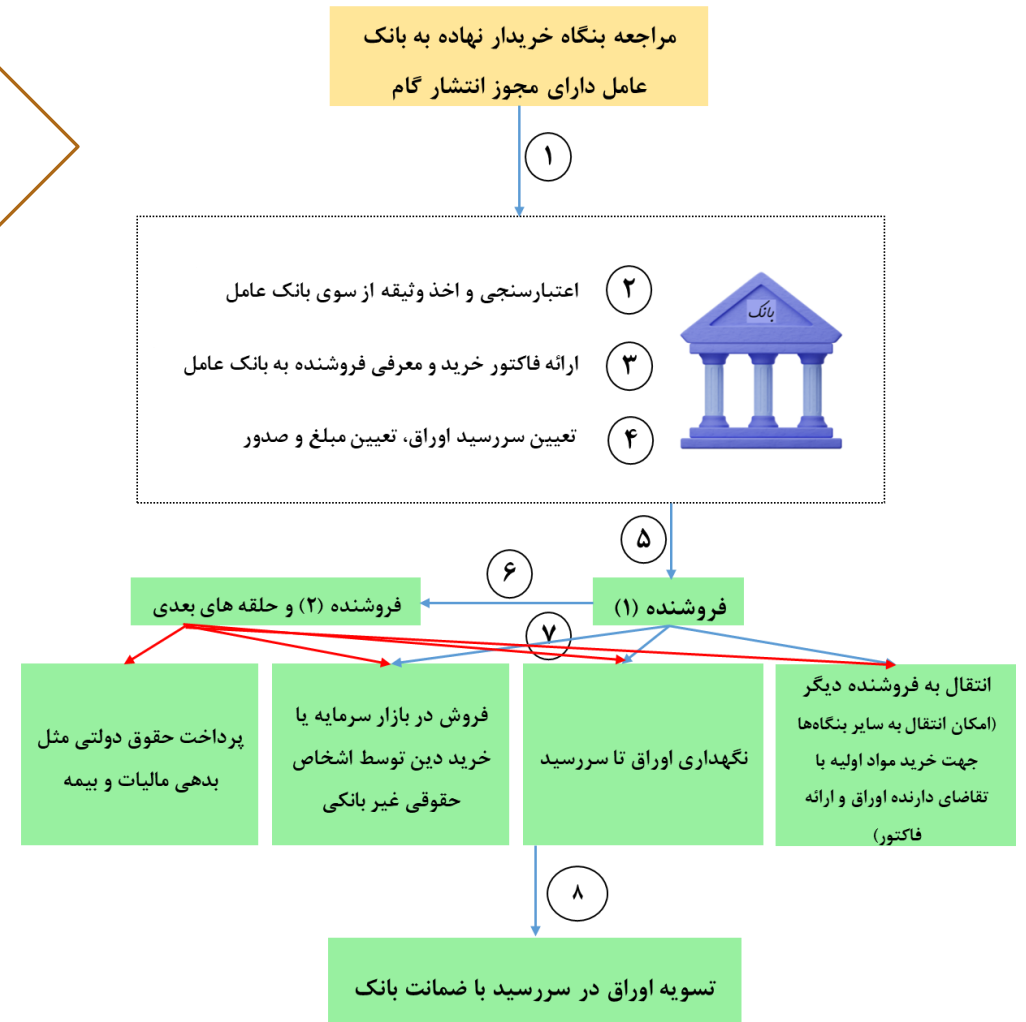 مراجعه بنگاه خریدار نهاده به بانک
عامل دارای مجوز انتشار گام
۱
بانک
۲ اعتبارسنجی و اخذ وثیقه از سوی بانک عامل
۳ ارائه فاکتور خرید و معرفی فروشنده به بانک عامل
۴ تعیین سررسید اوراق، تعیین مبلغ و صدور
۵
۶
فروشنده (۱)
فروشنده (۲) و حلقه های بعدی
۷
انتقال به فروشنده دیگر
(امکان انتقال به سایر بنگاه‌ها
جهت خرید مواد اولیه با
تقاضای دارنده اوراق و ارائه
فاکتور)
نگهداری اوراق تا سررسید
فروش در بازار سرمایه یا
خرید دین توسط اشخاص
حقوقی غیر بانکی
پرداخت حقوق دولتی مثل
بدهی مالیات و بیمه
۸
تسویه اوراق در سررسید با ضمانت بانک